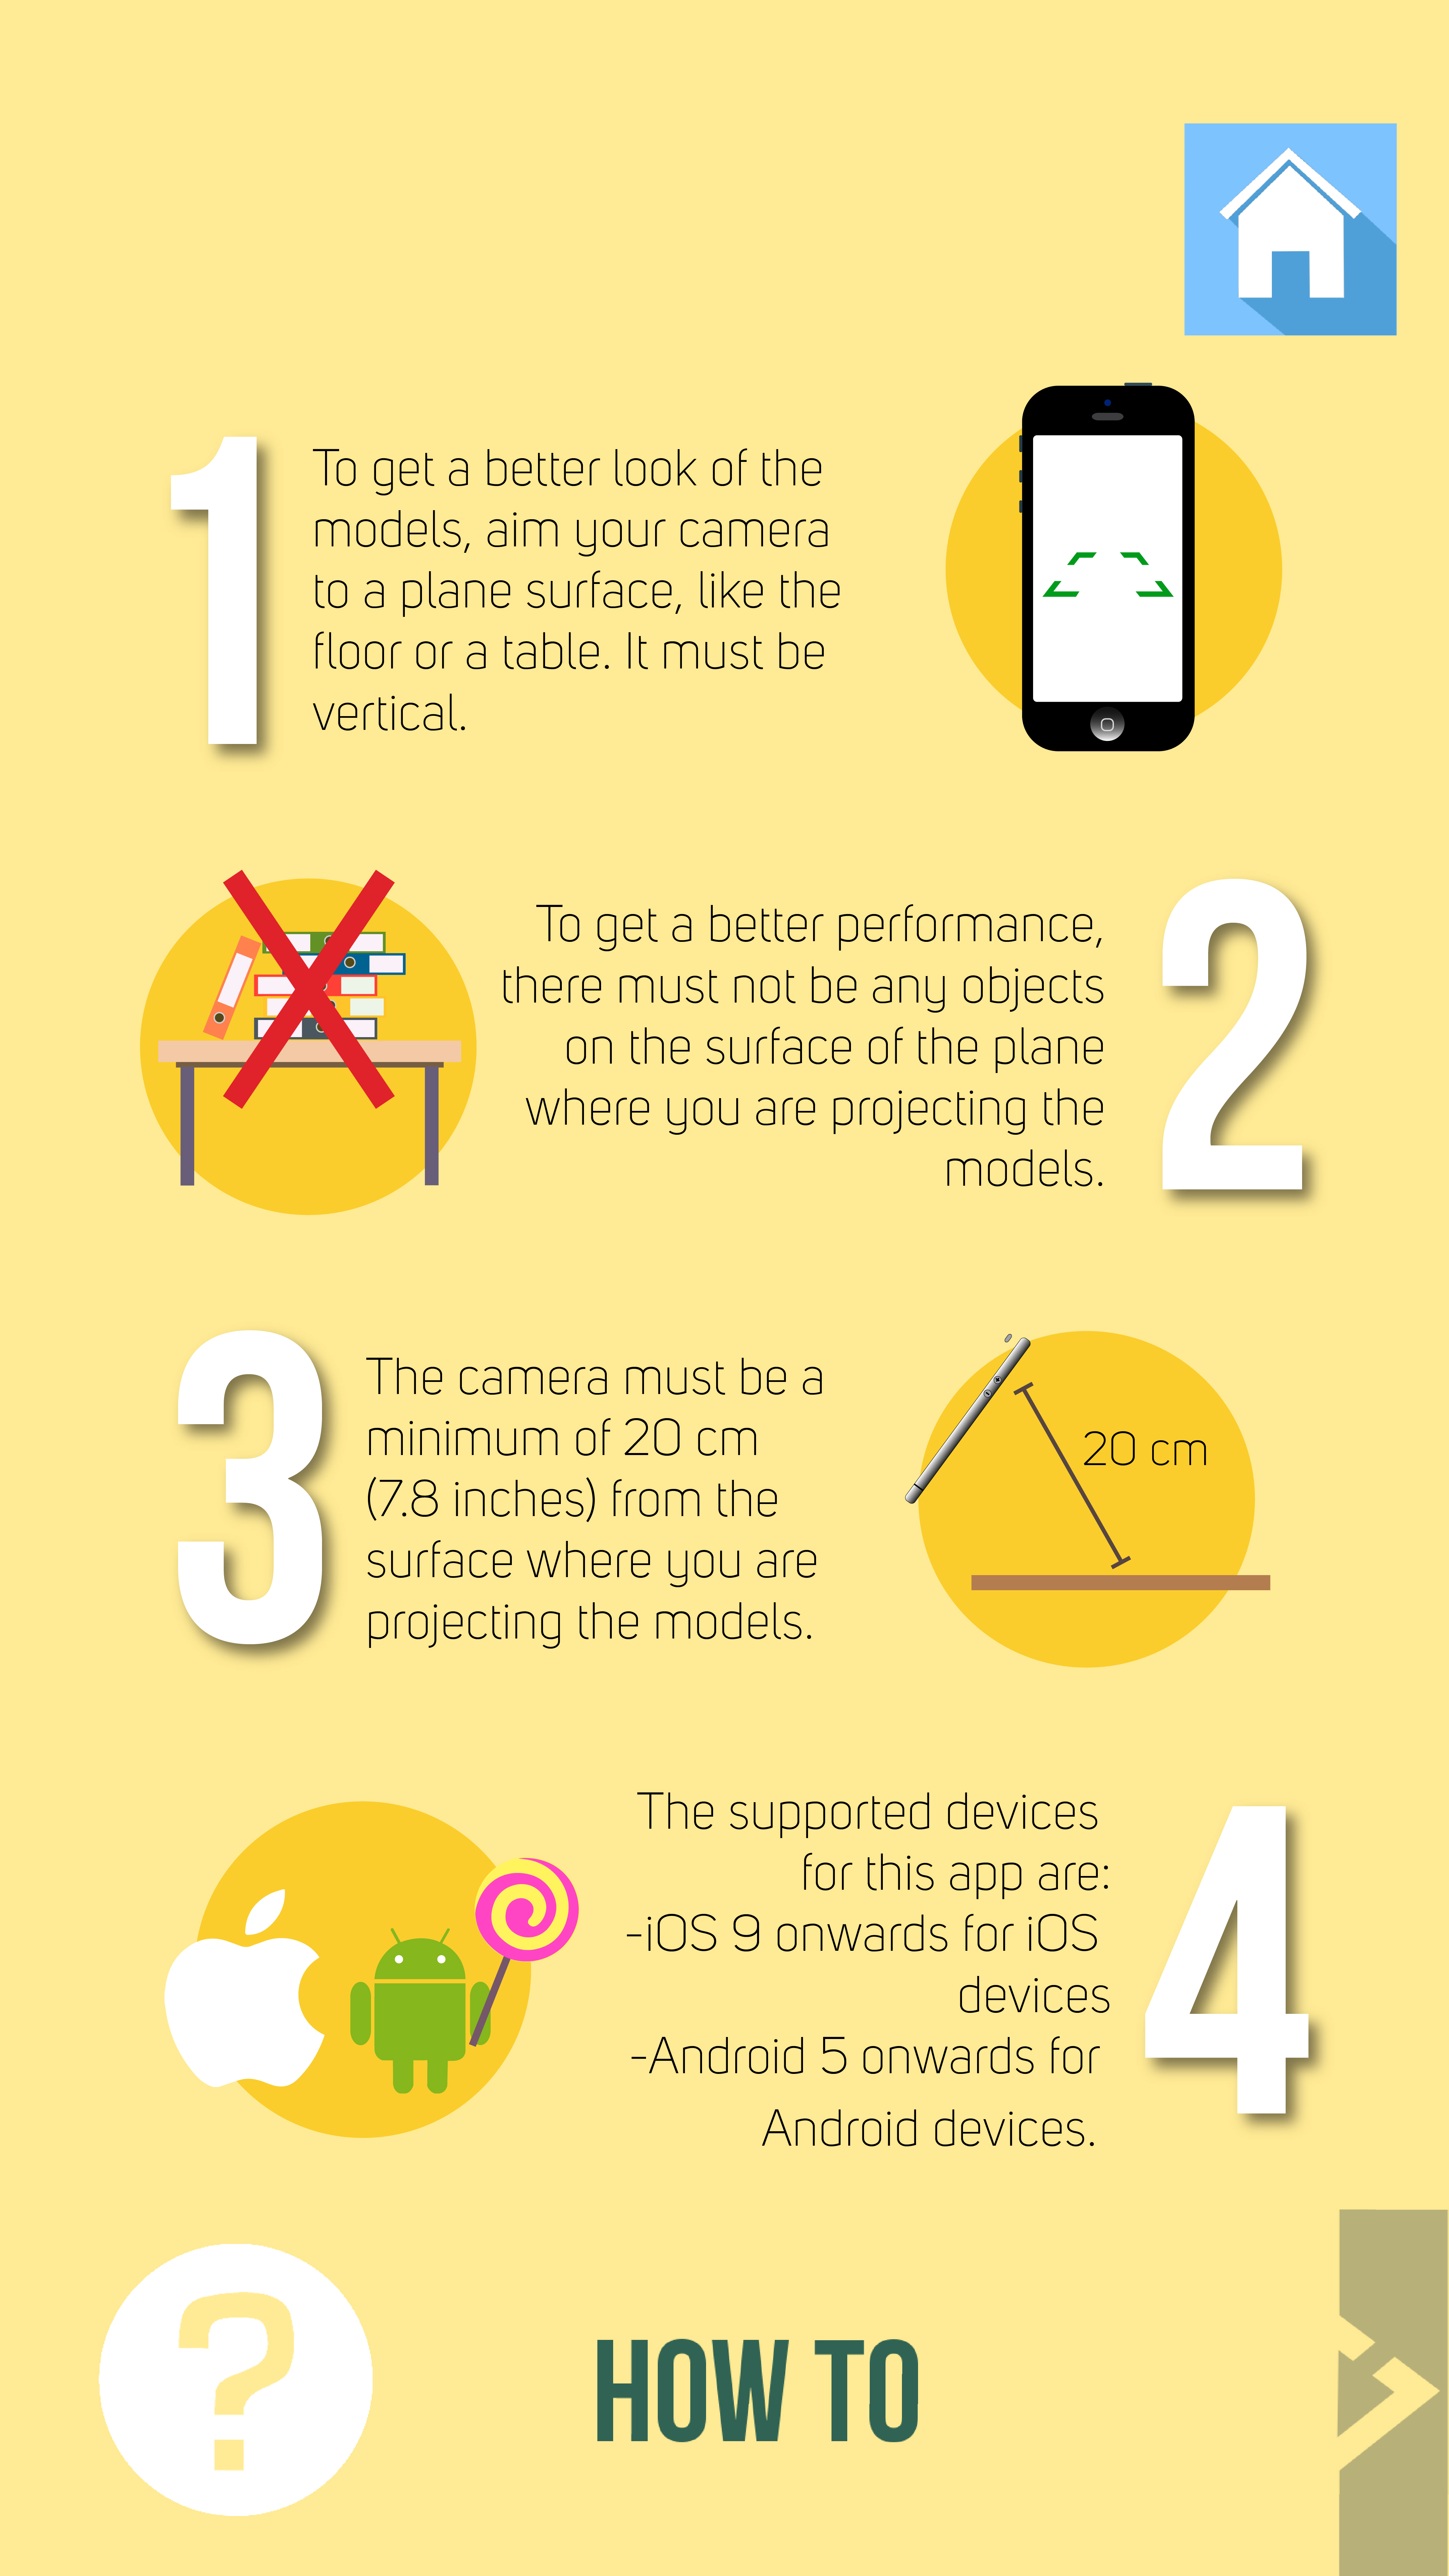 1
To get a better look of the
models, aim your camera
to a plane surface, like the
floor or a table. It must be
vertical.
To get a better performance,
there must not be any objects
on the surface of the plane
where you are projecting the
models.
2
3
The camera must be a
minimum of 20 cm
(7.8 inches) from the
surface where you are
projecting the models.
20 cm
The supported devices
for this app are:
-iOS 9 onwards for iOS
devices
-Android 5 onwards for
Android devices.
4
?
HOW TO